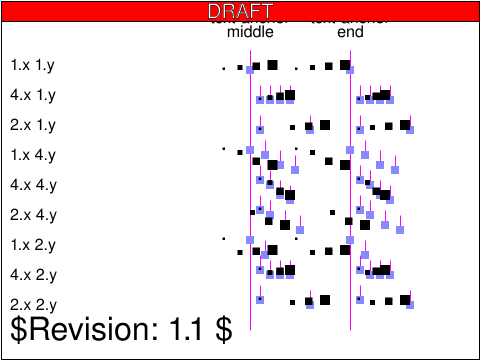 DRAFT
text-anchor text-anchor
middle end
1.x 1.y
4.x 1.y
2.x 1.y
1.x 4.y
4.x 4.y
2.x 4.y
1.x 2.y
4.x 2.y
2.x 2.y
$Revision: 1.1 $